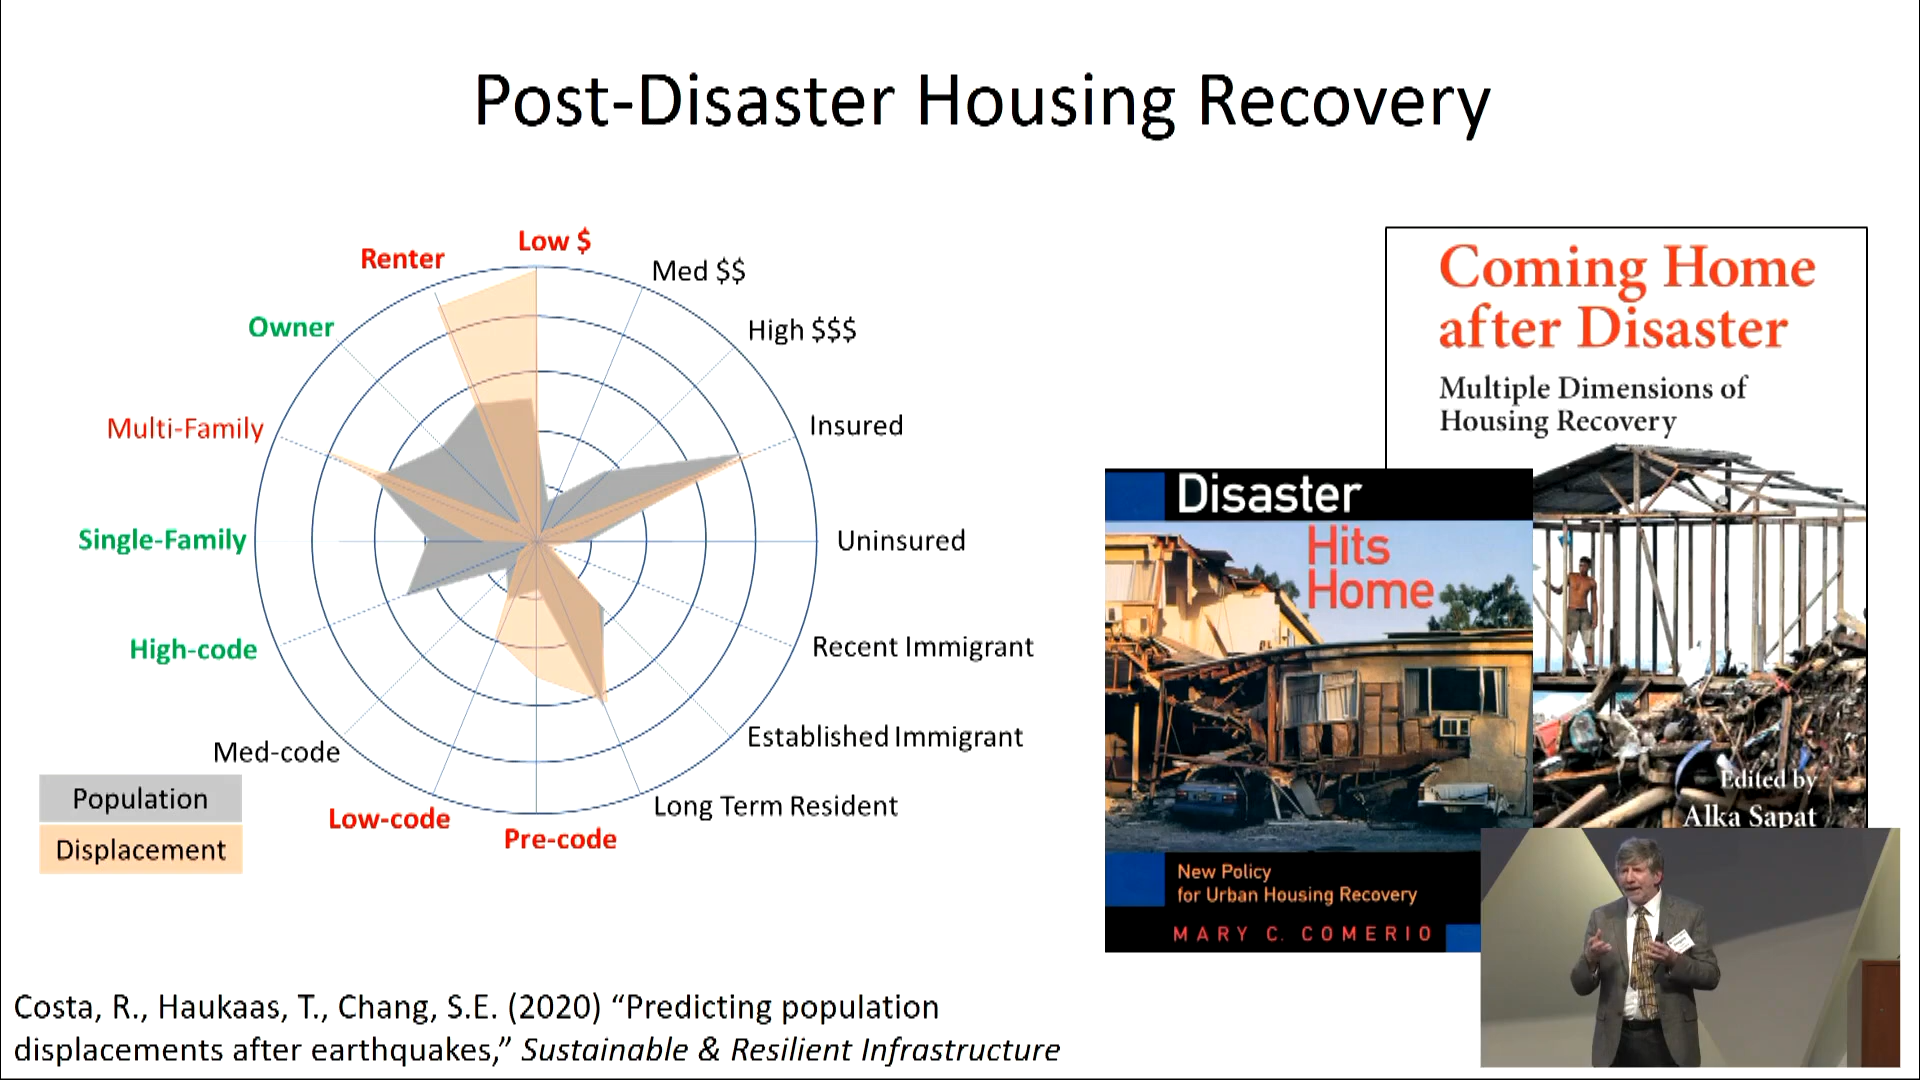 Post-Disaster Housing Recovery
Low $
Renter
Med $$
Owner
High $$$
Multi-Family
Insured
Single-Family
Uninsured
High-code
Recent Immigrant
Med-code
Established Immigrant
Low-code
Long Term Resident
Pre-code
Population
Displacement
Coming Home
after Disaster
Multiple Dimensions of
Housing Recovery
Edited by
Alka Sapat
Disaster
Hits
Home
New Policy
for Urban Housing Recovery
MARY C. COMERIO
Costa, R., Haukaas, T., Chang, S.E. (2020) “Predicting population
displacements after earthquakes,” Sustainable & Resilient Infrastructure